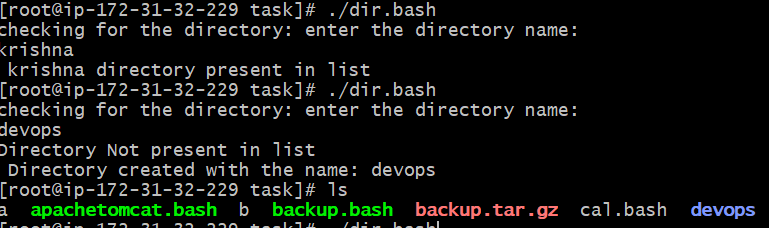 [root@ip-172-31-32-229 task]# ./dir.bash
checking for the directory: enter the directory name:
krishna
 krishna directory present in list
[root@ip-172-31-32-229 task]# ./dir.bash
checking for the directory: enter the directory name:
devops
Directory Not present in list
 Directory created with the name: devops
[root@ip-172-31-32-229 task]# ls
a  apachetomcat.bash  b  backup.bash  backup.tar.gz  cal.bash  devops
[root@ip-172-31-32-229 task]# ./dir.bash